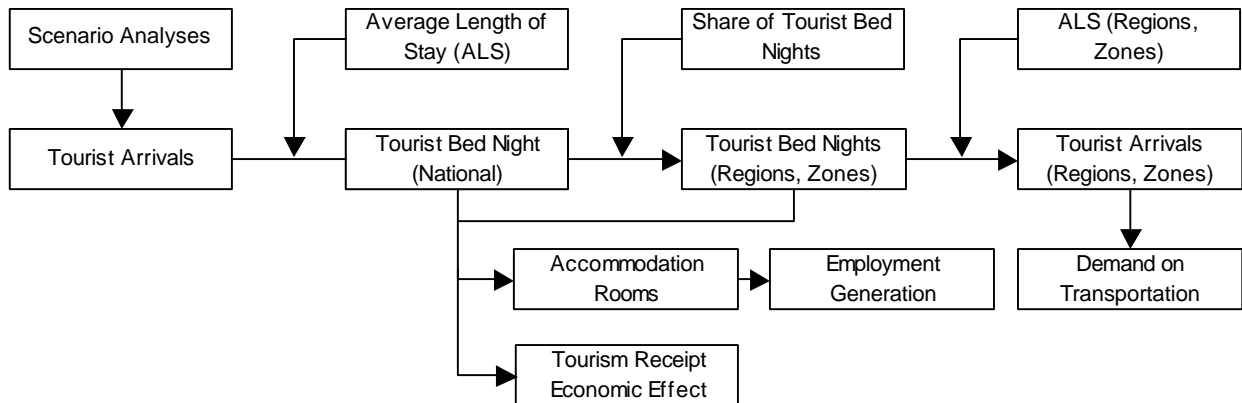 Scenario Analyses
Average Length of
Stay (ALS)
Share of Tourist Bed
Nights
ALS (Regions,
Zones)
Tourist Arrivals
Tourist Bed Night
(National)
Tourist Bed Nights
(Regions, Zones)
Tourist Arrivals
(Regions, Zones)
Accommodation
Rooms
Employment
Generation
Demand on
Transportation
Tourism Receipt
Economic Effect